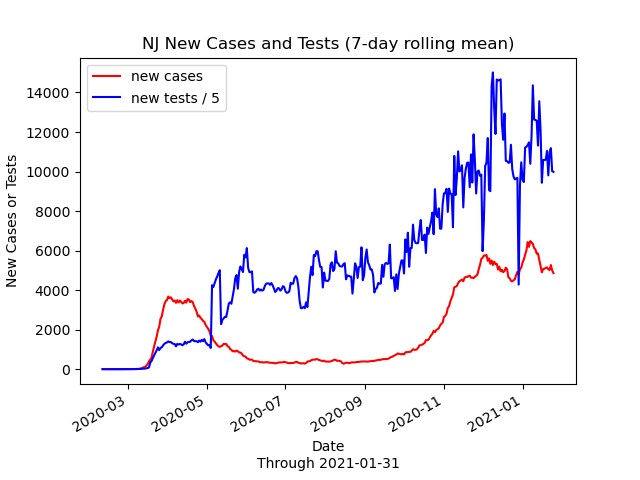 NJ New Cases and Tests (7-day rolling mean)
new cases
new tests / 5
New Cases or Tests
14000
12000
10000
8000
6000
4000
2000
0
2020-03
2020-05
2020-07
2020-09
2020-11
2021-01
Date
Through 2021-01-31